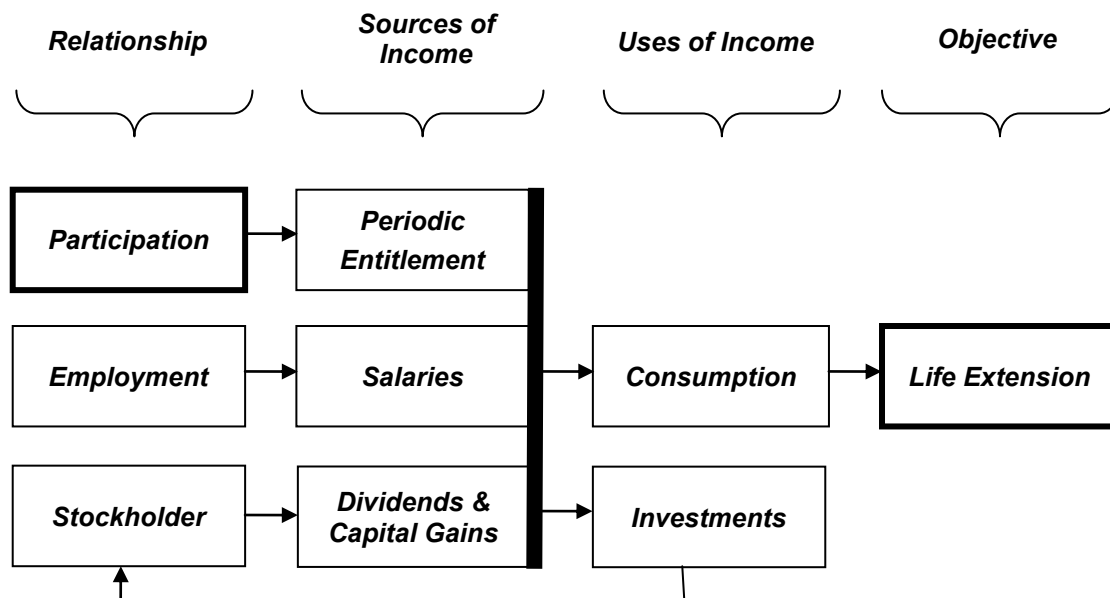 Relationship
Sources of
Income
Uses of Income
Objective
Participation
Periodic
Entitlement
Employment
Salaries
Consumption
Life Extension
Stockholder
Dividends &
Capital Gains
Investments